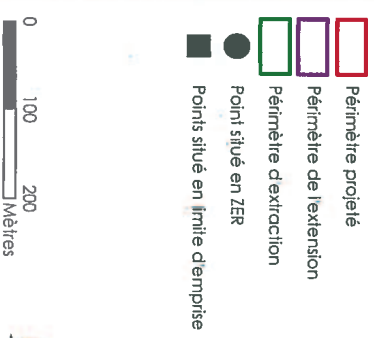 Périmètre projeté
Périmètre de l'extension
Périmètre d'extraction
Point situé en ZER
Points situé en limite d'emprise
0 100 200
Mètres